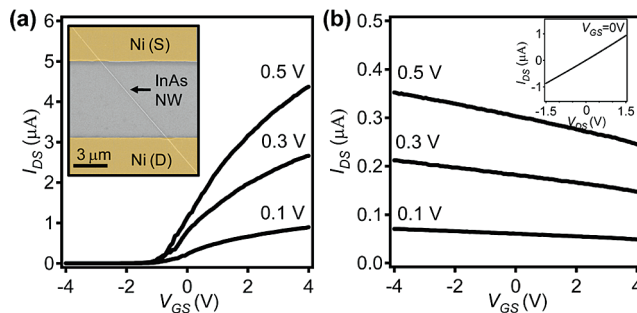 (a)
Ni (S)
InAs
NW
3 µm
Ni (D)
0.5 V
0.3 V
0.1 V
I_DS (µA)
6
5
4
3
2
1
0
-4 -2 0 2 4
V_GS (V)
(b)
V_GS=0V
I_DS (µA)
1
0
-1
-1.5 0 1.5
V_DS (V)
0.5 V
0.3 V
0.1 V
I_DS (µA)
0.5
0.4
0.3
0.2
0.1
0.0
-4 -2 0 2 4
V_GS (V)